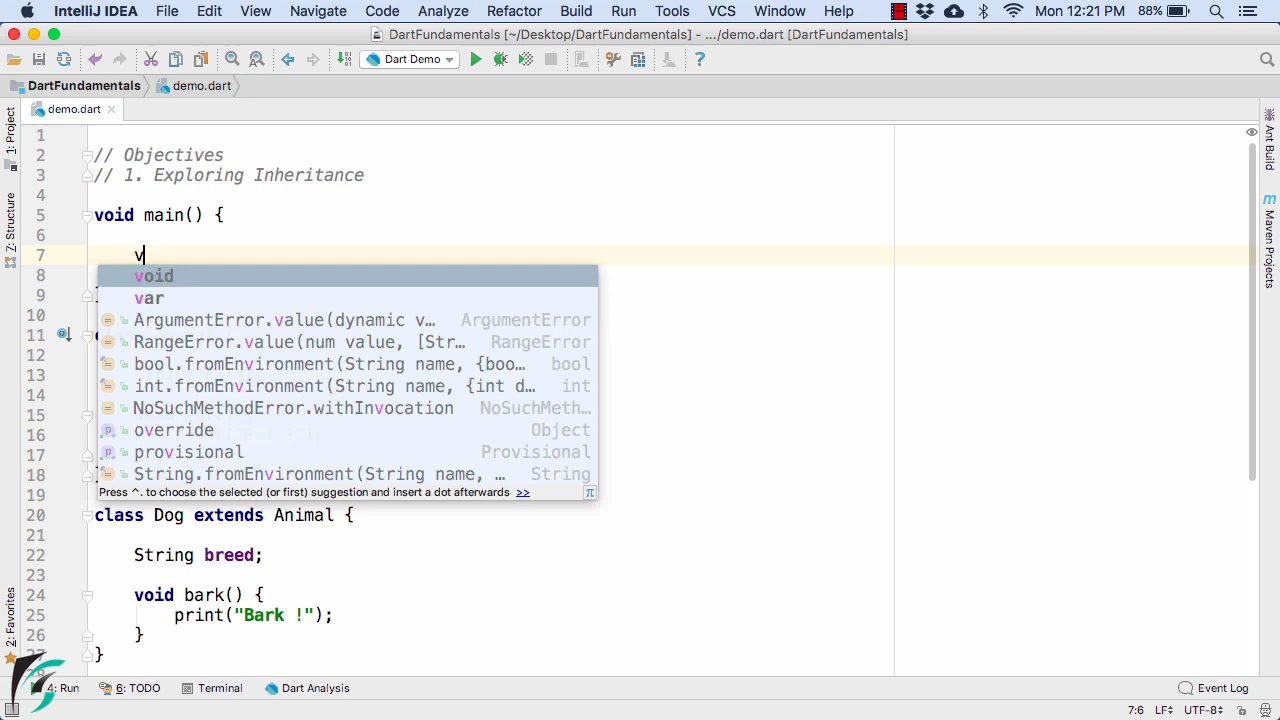 IntelliJ IDEA File Edit View Navigate Code Analyze Refactor Build Run Tools VCS Window Help Mon 12:21 PM 88%
DartFundamentals [~/Desktop/DartFundamentals] - .../demo.dart [DartFundamentals]
Dart Demo
DartFundamentals demo.dart
demo.dart
1: Project
7: Structure
2: Favorites
Ant Build
Maven Projects
1
2 // Objectives
3 // 1. Exploring Inheritance
4
5 void main() {
6
7 v
8 void
var
9 ArgumentError.value(dynamic v… ArgumentError
10 RangeError.value(num value, [Str… RangeError
11 bool.fromEnvironment(String name, {boo… bool
12 int.fromEnvironment(String name, {int d… int
13
14 NoSuchMethodError.withInvocation NoSuchMeth…
15 override Object
16
17 provisional Provisional
18 String.fromEnvironment(String name, … String
19 Press ^. to choose the selected (or first) suggestion and insert a dot afterwards >> π
20 class Dog extends Animal {
21
22 String breed;
23
24 void bark() {
25 print("Bark !");
26 }
27 }
4: Run 6: TODO Terminal Dart Analysis Event Log
7:6 LF UTF-8